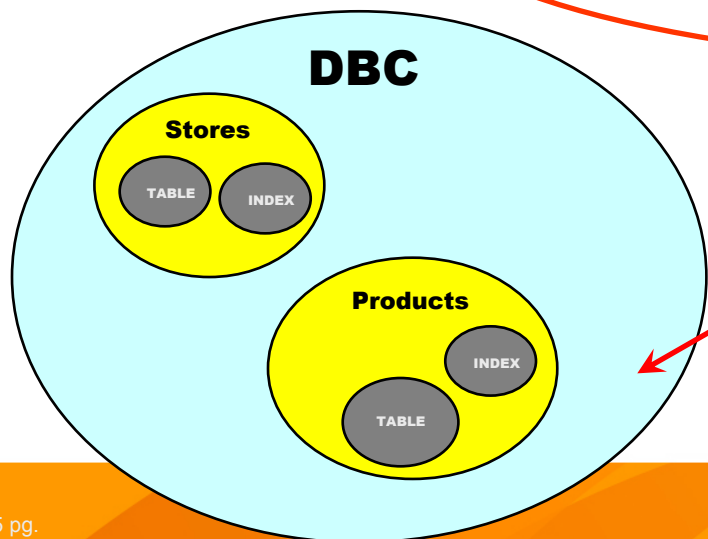 DBC
Stores
TABLE
INDEX
Products
INDEX
TABLE
pg.